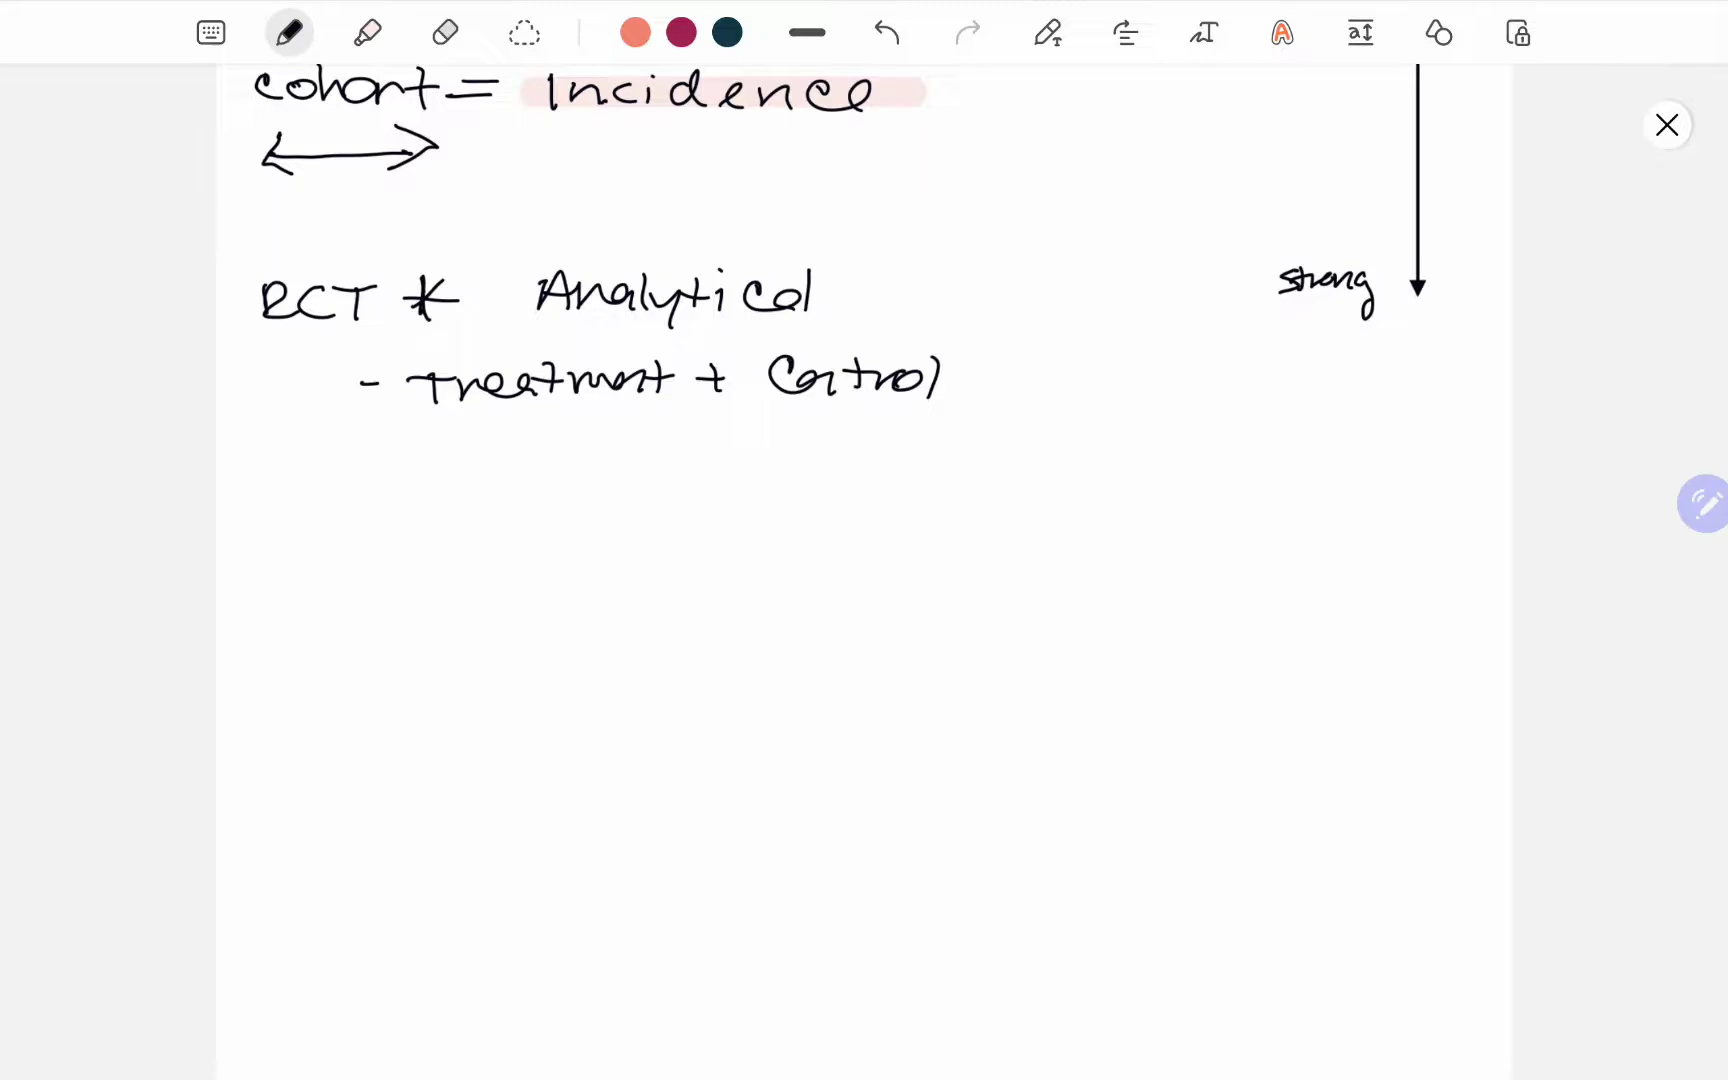 cohort = Incidence
RCT * Analytical
strong
- Treatment + Control